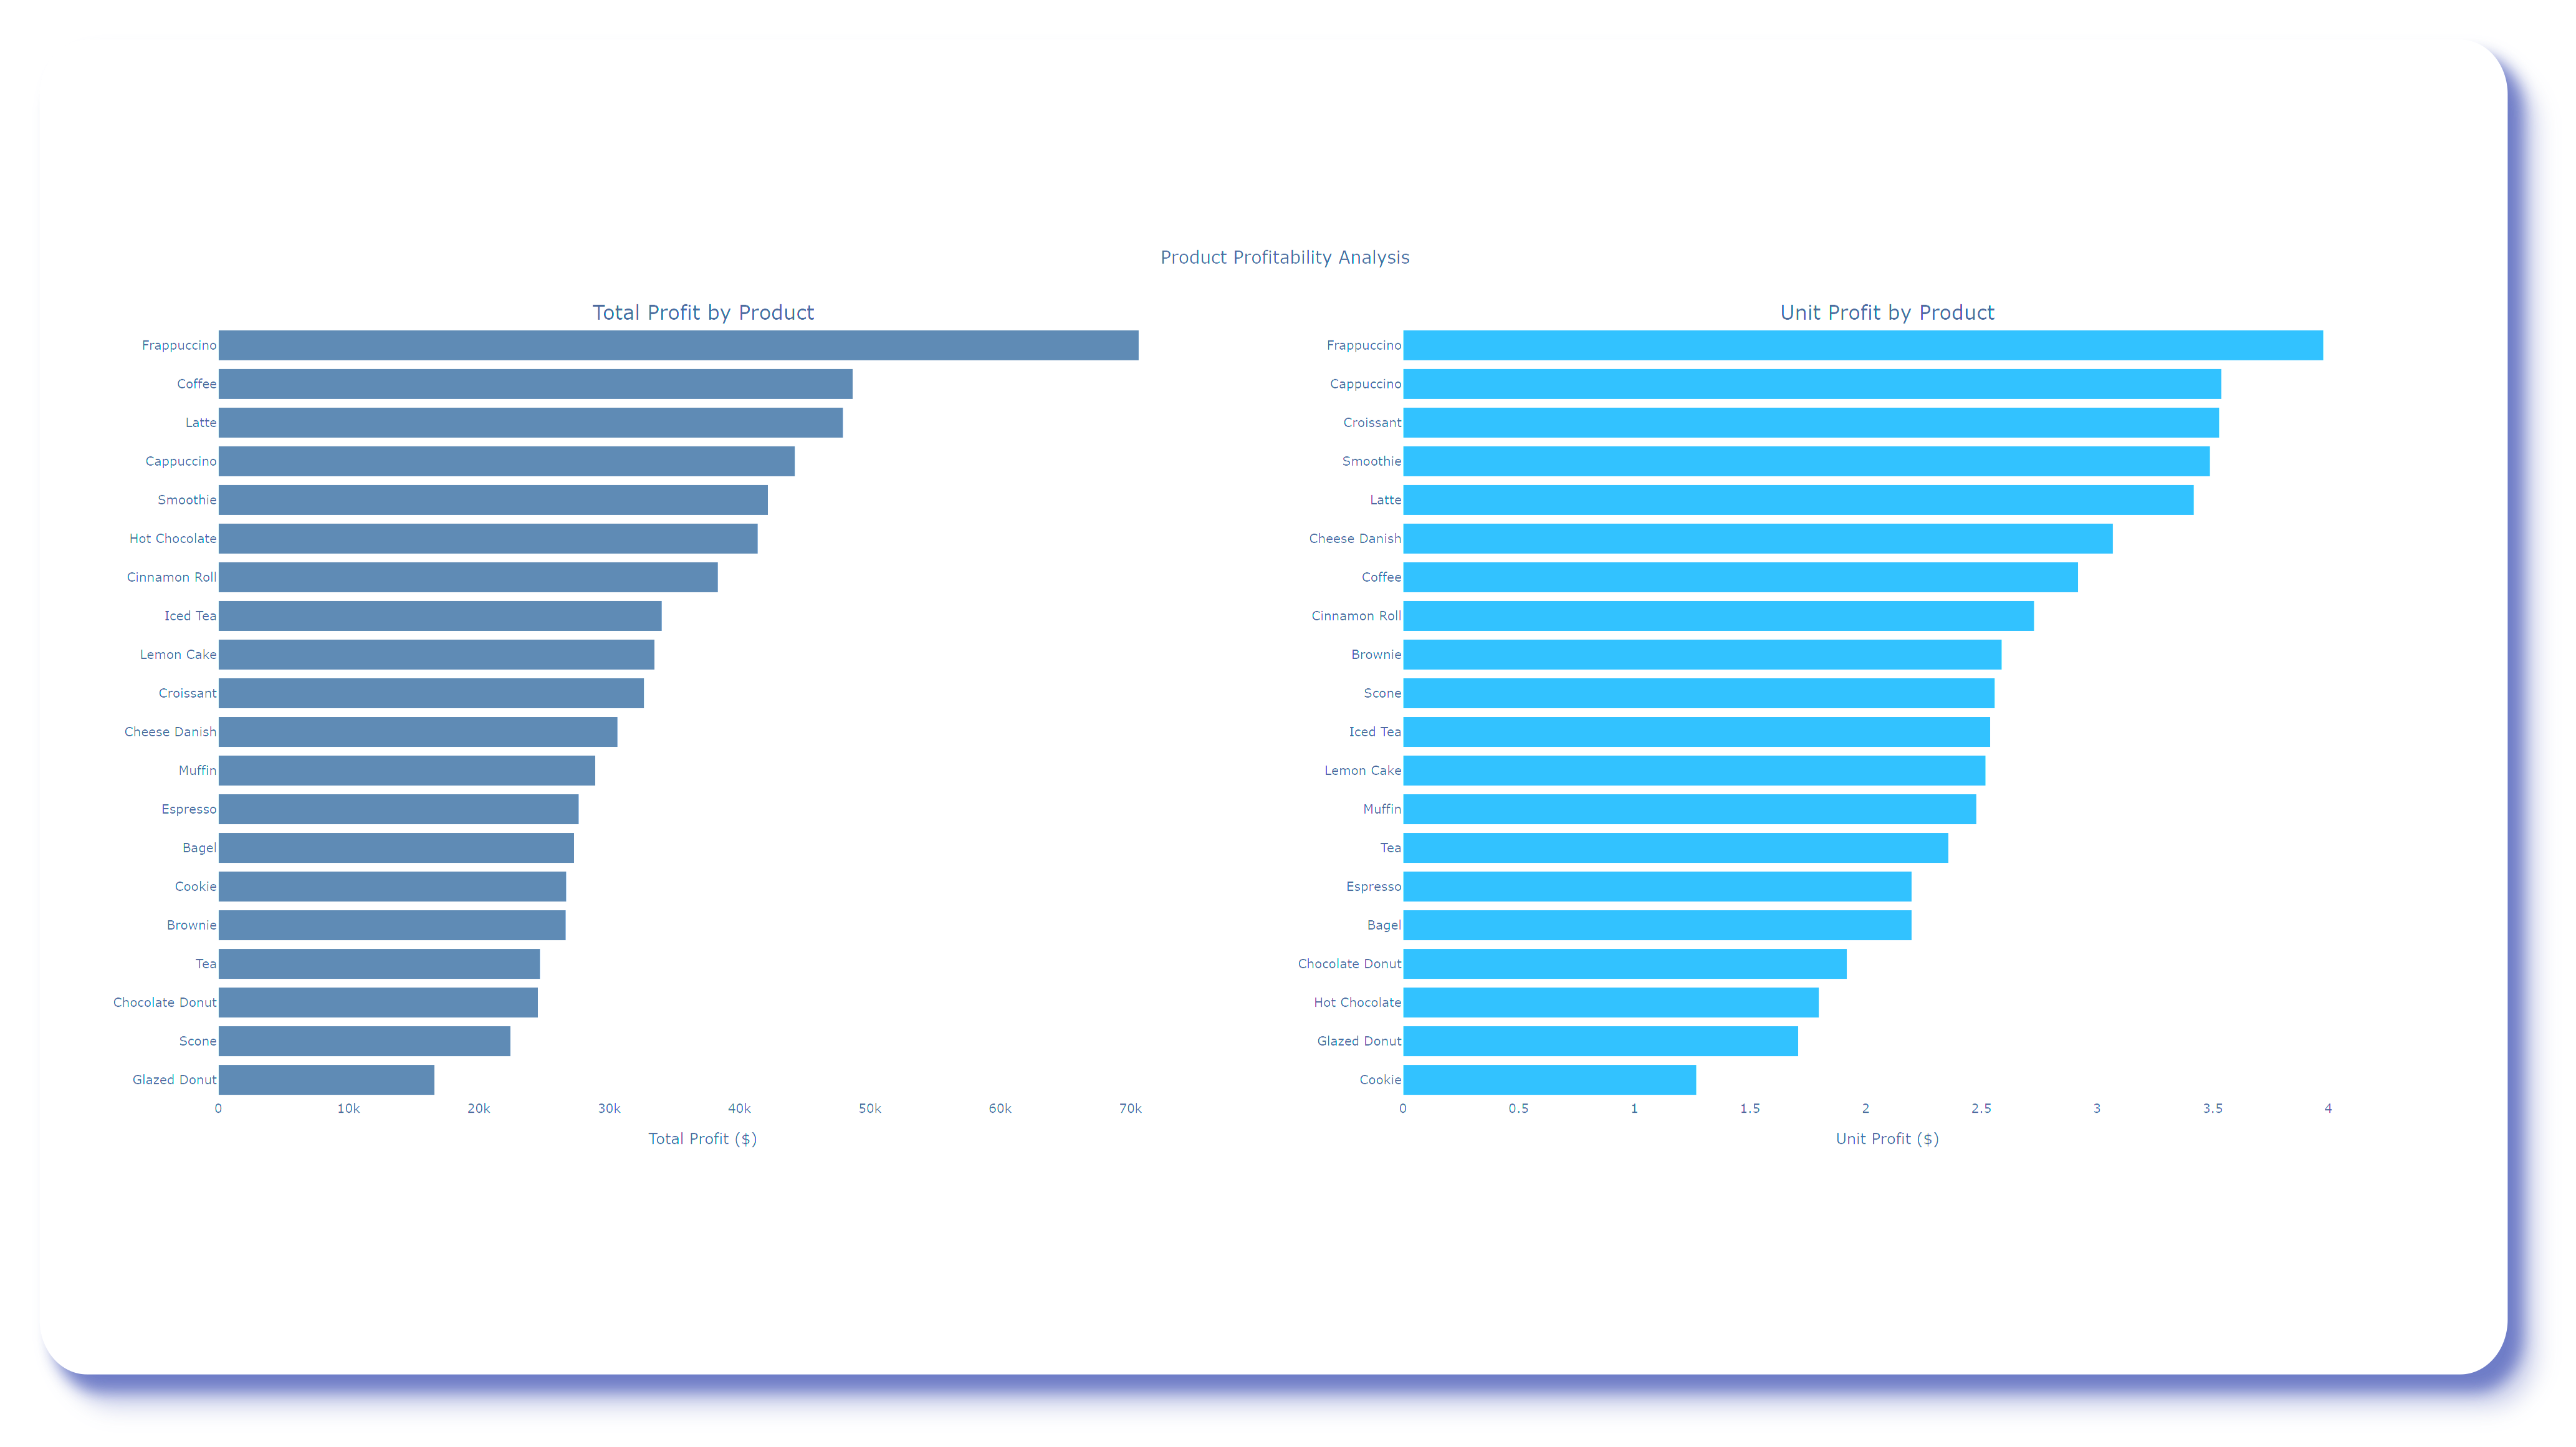 Product Profitability Analysis
Total Profit by Product
Frappuccino
Coffee
Latte
Cappuccino
Smoothie
Hot Chocolate
Cinnamon Roll
Iced Tea
Lemon Cake
Croissant
Cheese Danish
Muffin
Espresso
Bagel
Cookie
Brownie
Tea
Chocolate Donut
Scone
Glazed Donut
0 10k 20k 30k 40k 50k 60k 70k
Total Profit ($)
Unit Profit by Product
Frappuccino
Cappuccino
Croissant
Smoothie
Latte
Cheese Danish
Coffee
Cinnamon Roll
Brownie
Scone
Iced Tea
Lemon Cake
Muffin
Tea
Espresso
Bagel
Chocolate Donut
Hot Chocolate
Glazed Donut
Cookie
0 0.5 1 1.5 2 2.5 3 3.5 4
Unit Profit ($)